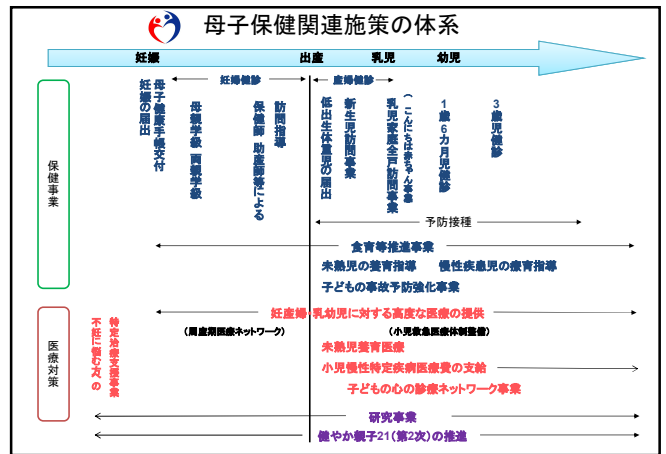 母子保健関連施策の体系
妊娠
出産
乳児
幼児
妊婦健診
産婦健診
妊娠の届出
母子健康手帳交付
母親学級 両親学級
保健師 助産師等による
訪問指導
低出生体重児の届出
新生児訪問事業
乳児家庭全戸訪問事業
(こんにちは赤ちゃん事業
1歳6カ月児健診
3歳児健診
保健事業
予防接種
食育等推進事業
未熟児の養育指導
慢性疾患児の療育指導
子どもの事故予防強化事業
妊産婦・乳幼児に対する高度な医療の提供
(周産期医療ネットワーク)
(小児救急医療体制整備)
医療対策
不妊に悩む方への
特定治療支援事業
未熟児養育医療
小児慢性特定疾病医療費の支給
子どもの心の診療ネットワーク事業
研究事業
健やか親子21(第2次)の推進